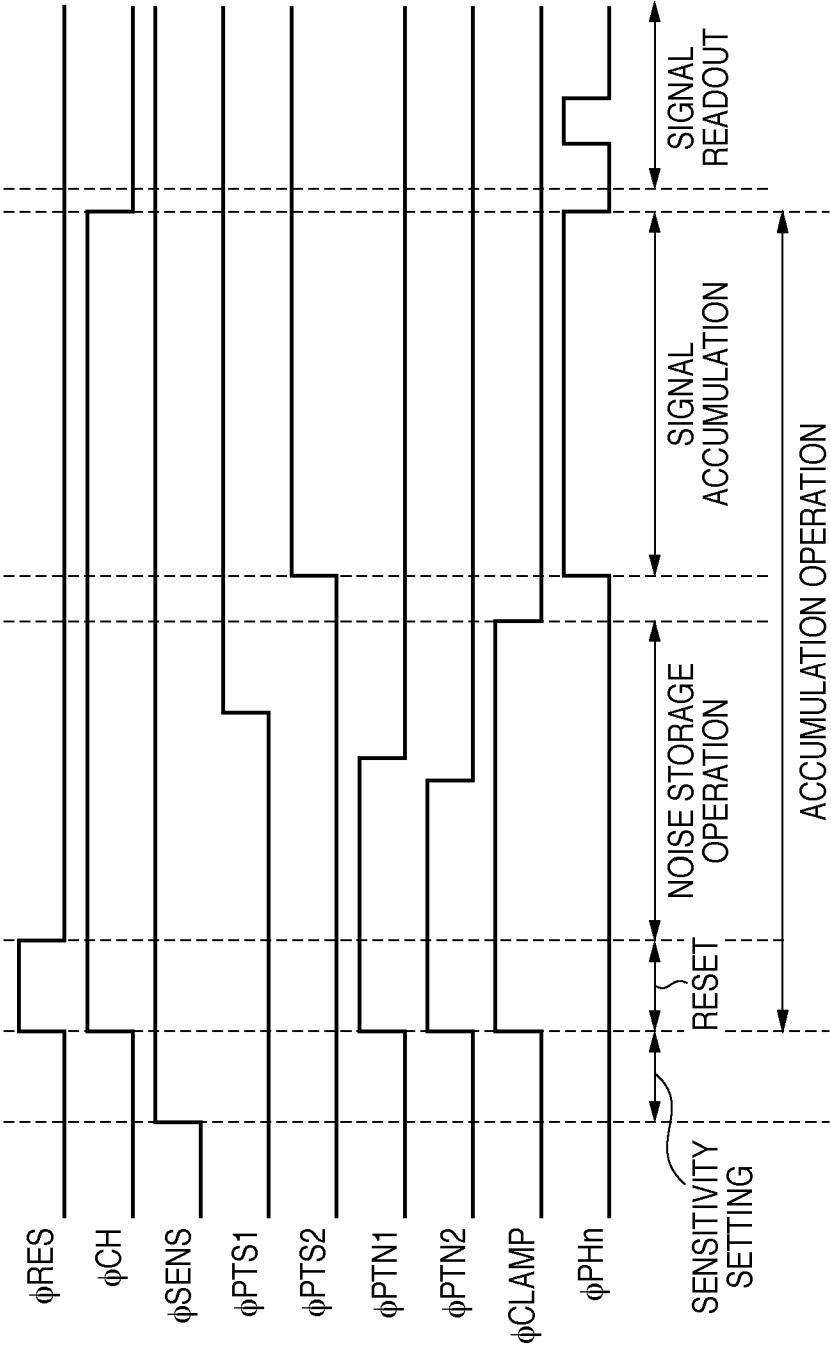 φRES
φCH
φSENS
φPTS1
φPTS2
φPTN1
φPTN2
φCLAMP
φPHn
SENSITIVITY
SETTING
RESET
NOISE STORAGE
OPERATION
SIGNAL
ACCUMULATION
SIGNAL
READOUT
ACCUMULATION OPERATION